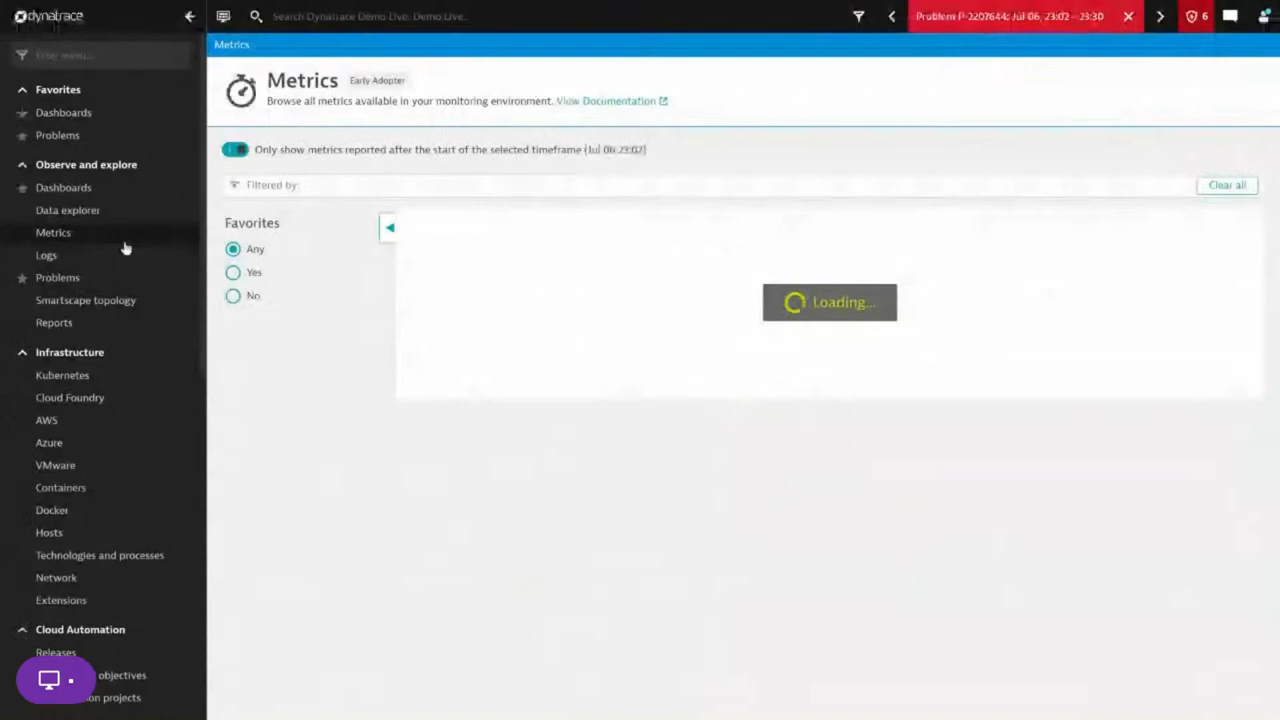 dynatrace
Search Dynatrace Demo Live: Demo Live...
Problem P-2207644: Jul 06, 23:02 – 23:30
6
Filter menu...
Favorites
Dashboards
Problems
Observe and explore
Dashboards
Data explorer
Metrics
Logs
Problems
Smartscape topology
Reports
Infrastructure
Kubernetes
Cloud Foundry
AWS
Azure
VMware
Containers
Docker
Hosts
Technologies and processes
Network
Extensions
Cloud Automation
Releases
objectives
projects
Metrics
Metrics Early Adopter
Browse all metrics available in your monitoring environment. View Documentation
Only show metrics reported after the start of the selected timeframe (Jul 06 23:02)
Filtered by:
Clear all
Favorites
Any
Yes
No
Loading...